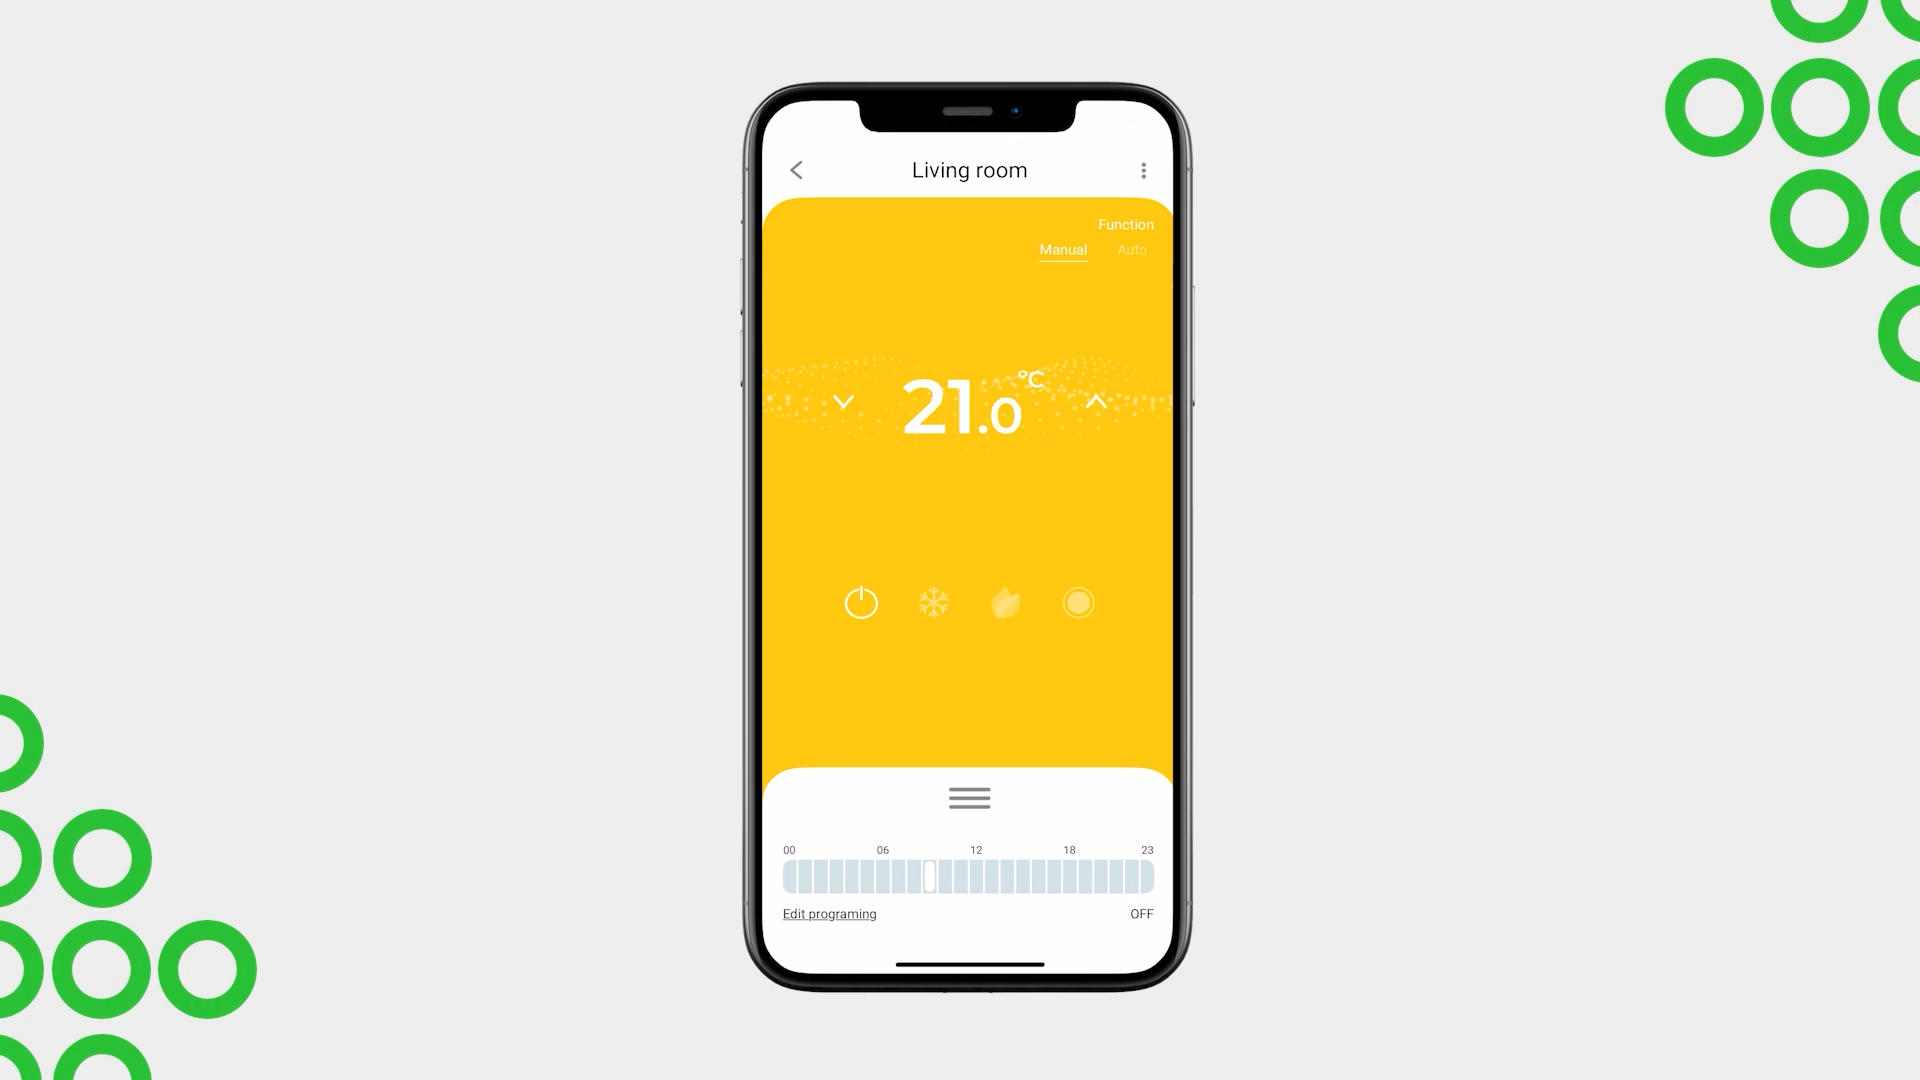 Living room
Function
Manual Auto
21.0 °C
00 06 12 18 23
Edit programing OFF